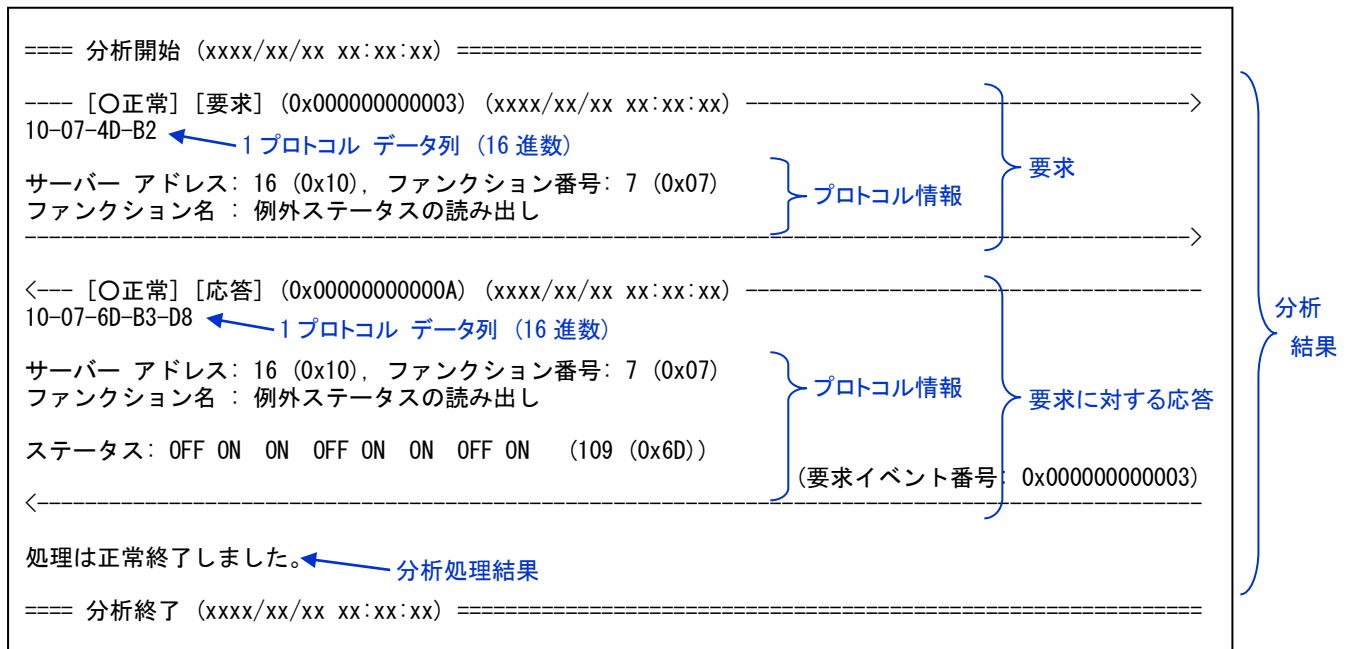 ==== 分析開始 (xxxx/xx/xx xx:xx:xx) ==============================================================
---- [○正常] [要求] (0x000000000003) (xxxx/xx/xx xx:xx:xx) ------------------------------------->
10-07-4D-B2
1 プロトコル データ列 (16 進数)
サーバー アドレス: 16 (0x10), ファンクション番号: 7 (0x07)
ファンクション名 : 例外ステータスの読み出し
プロトコル情報
要求
------------------------------------------------------------------------------------------------->
<--- [○正常] [応答] (0x00000000000A) (xxxx/xx/xx xx:xx:xx) --------------------------------------
10-07-6D-B3-D8
1 プロトコル データ列 (16 進数)
サーバー アドレス: 16 (0x10), ファンクション番号: 7 (0x07)
ファンクション名 : 例外ステータスの読み出し
プロトコル情報
要求に対する応答
分析
結果
ステータス: OFF ON  ON  OFF ON  ON  OFF ON   (109 (0x6D))
(要求イベント番号: 0x000000000003)
<-------------------------------------------------------------------------------------------------
処理は正常終了しました。
分析処理結果
==== 分析終了 (xxxx/xx/xx xx:xx:xx) ==============================================================